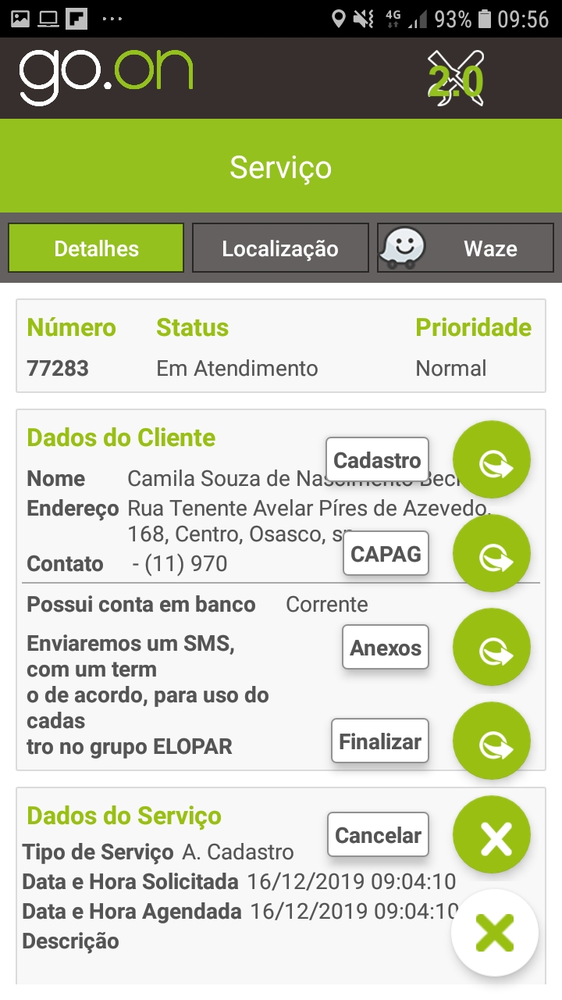 4G 93% 09:56
go.on
2.0
Serviço
Detalhes Localização Waze
Número Status Prioridade
77283 Em Atendimento Normal
Dados do Cliente
Cadastro
Nome Camila Souza de
Endereço Rua Tenente Avelar Píres de Azevedo,
168, Centro, Osasco,
CAPAG
Contato - (11) 970
Possui conta em banco Corrente
Enviaremos um SMS,
Anexos
com um term
o de acordo, para uso do
cadas
tro no grupo ELOPAR
Finalizar
Dados do Serviço
Cancelar
Tipo de Serviço A. Cadastro
Data e Hora Solicitada 16/12/2019 09:04:10
Data e Hora Agendada 16/12/2019 09:04:10
Descrição